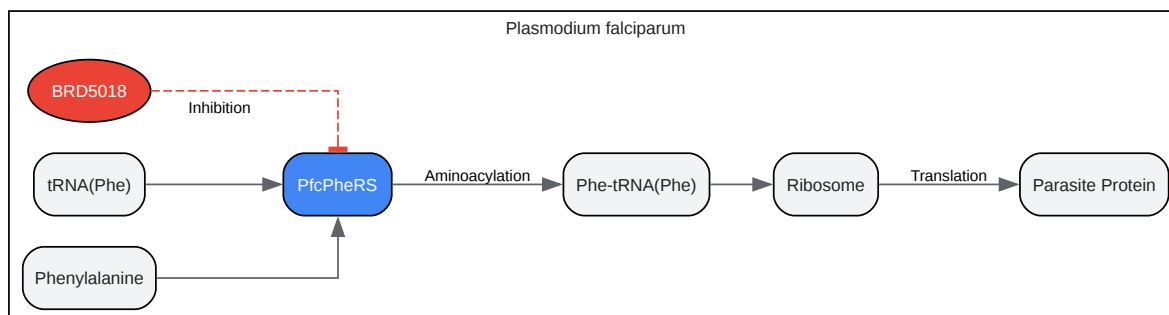 Plasmodium falciparum
BRD5018
Inhibition
tRNA(Phe)
PfcPheRS
Aminoacylation
Phe-tRNA(Phe)
Ribosome
Translation
Parasite Protein
Phenylalanine